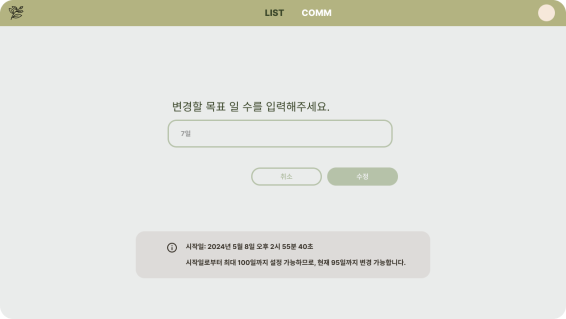 LIST COMM
변경할 목표 일 수를 입력해주세요.
7일
취소 수정
시작일: 2024년 5월 8일 오후 2시 55분 40초
시작일로부터 최대 100일까지 설정 가능하므로, 현재 95일까지 변경 가능합니다.